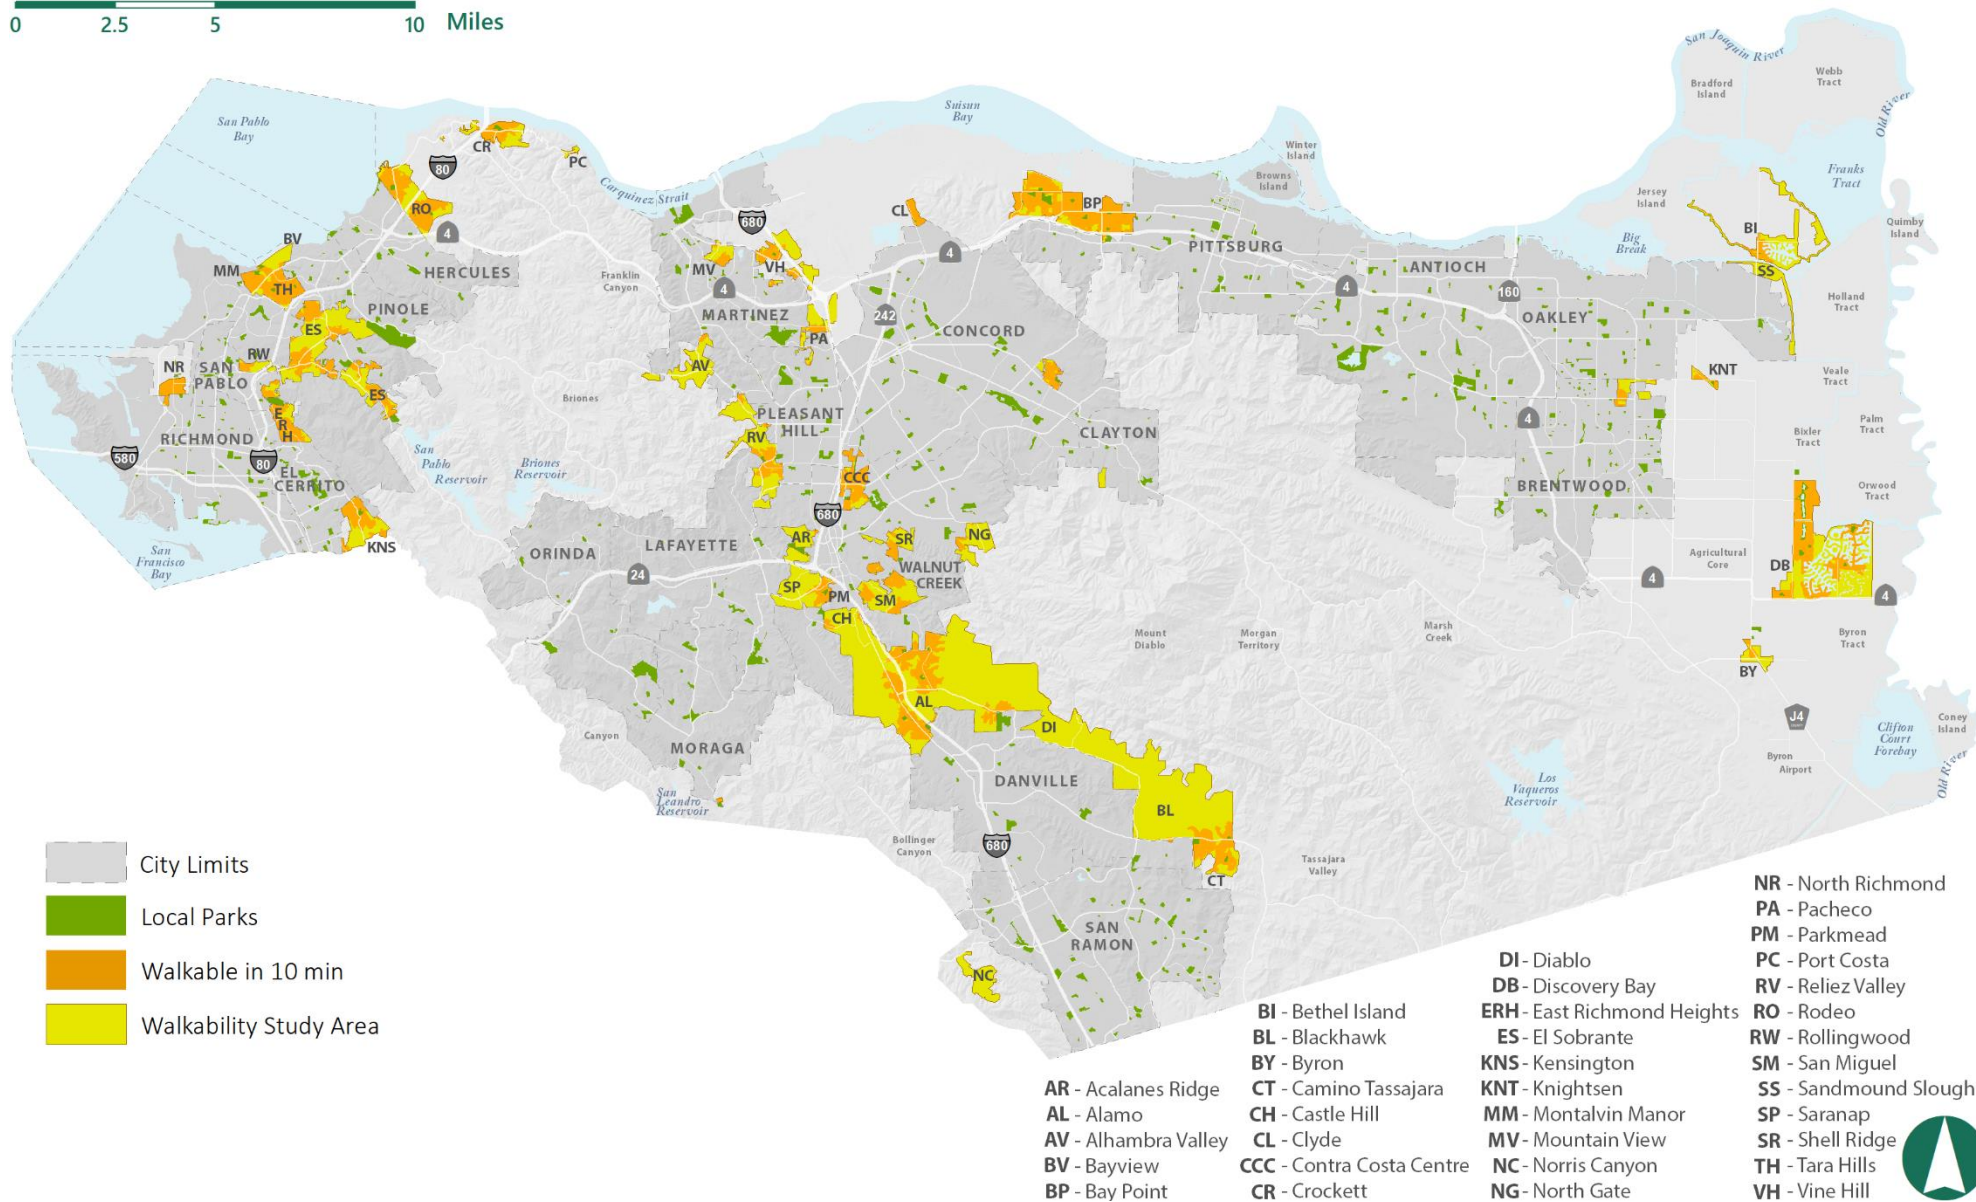 0 2.5 5 10 Miles
San Joaquin River
Bradford
Island
Webb
Tract
Old River
San Pablo
Bay
Suisun
Bay
CR
PC
80
Carquinez Strait
Winter
Island
Browns
Island
Franks
Tract
Jersey
Island
Quimby
Island
RO
4
HERCULES
BV
MM
TH
PINOLE
ES
Franklin
Canyon
680
CL
BP
MV
VH
4
MARTINEZ
4
242
PA
CONCORD
PITTSBURG
4
ANTIOCH
160
OAKLEY
Big
Break
BI
SS
Holland
Tract
NR
RW
SAN
PABLO
ES
E
R
H
RICHMOND
580
80
EL
CERRITO
KNS
San
Francisco
Bay
Briones
AV
San
Pablo
Reservoir
Briones
Reservoir
PLEASANT
HILL
RV
CLAYTON
CCC
680
KNT
Veale
Tract
Palm
Tract
Bixler
Tract
4
BRENTWOOD
Orwood
Tract
ORINDA
LAFAYETTE
24
AR
SR
NG
WALNUT
CREEK
SP
PM
SM
CH
Agricultural
Core
4
DB
4
Mount
Diablo
Morgan
Territory
Marsh
Creek
Byron
Tract
BY
AL
DI
Canyon
MORAGA
DANVILLE
San
Leandro
Reservoir
BL
J4
Clifton
Court
Forebay
Coney
Island
Byron
Airport
Old River
Los
Vaqueros
Reservoir
Bollinger
Canyon
680
CT
Tassajara
Valley
SAN
RAMON
NC
City Limits
Local Parks
Walkable in 10 min
Walkability Study Area
AR - Acalanes Ridge
AL - Alamo
AV - Alhambra Valley
BV - Bayview
BP - Bay Point
BI - Bethel Island
BL - Blackhawk
BY - Byron
CT - Camino Tassajara
CH - Castle Hill
CL - Clyde
CCC - Contra Costa Centre
CR - Crockett
DI - Diablo
DB - Discovery Bay
ERH - East Richmond Heights
ES - El Sobrante
KNS - Kensington
KNT - Knightsen
MM - Montalvin Manor
MV - Mountain View
NC - Norris Canyon
NG - North Gate
NR - North Richmond
PA - Pacheco
PM - Parkmead
PC - Port Costa
RV - Reliez Valley
RO - Rodeo
RW - Rollingwood
SM - San Miguel
SS - Sandmound Slough
SP - Saranap
SR - Shell Ridge
TH - Tara Hills
VH - Vine Hill